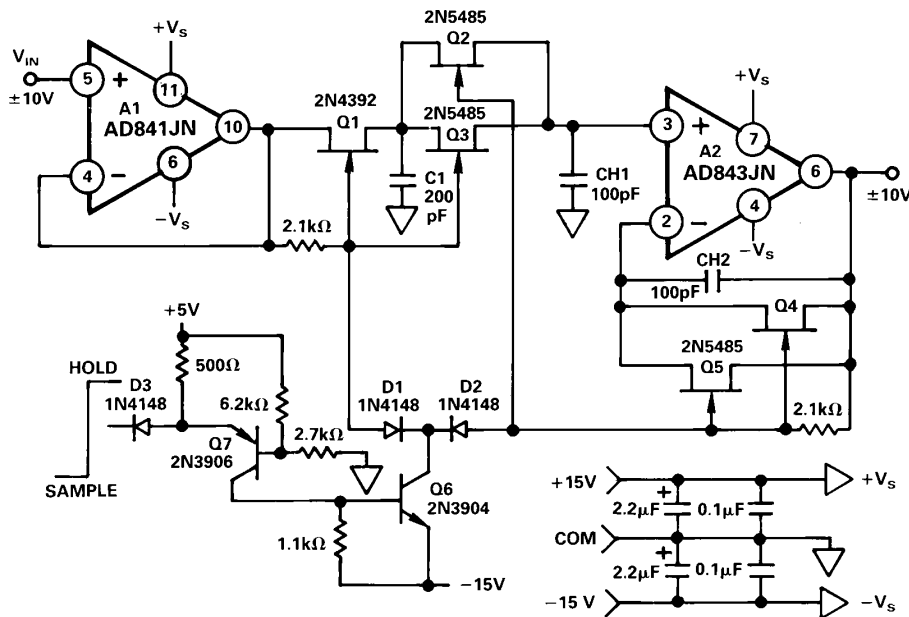 2N5485
Q2
V_IN
±10V
+V_S
5
+
11
A1
AD841JN
10
4
−
6
−V_S
2N4392
Q1
2N5485
Q3
C1
200
pF
CH1
100pF
+V_S
3
+
7
A2
AD843JN
6
±10V
2
−
4
−V_S
2.1kΩ
CH2
100pF
Q4
2N5485
Q5
2.1kΩ
+5V
HOLD
500Ω
D3
1N4148
6.2kΩ
D1
1N4148
D2
1N4148
Q7
2N3906
2.7kΩ
SAMPLE
Q6
2N3904
1.1kΩ
−15V
+15V
+V_S
+
2.2µF
0.1µF
COM
+
2.2µF
0.1µF
−15 V
−V_S